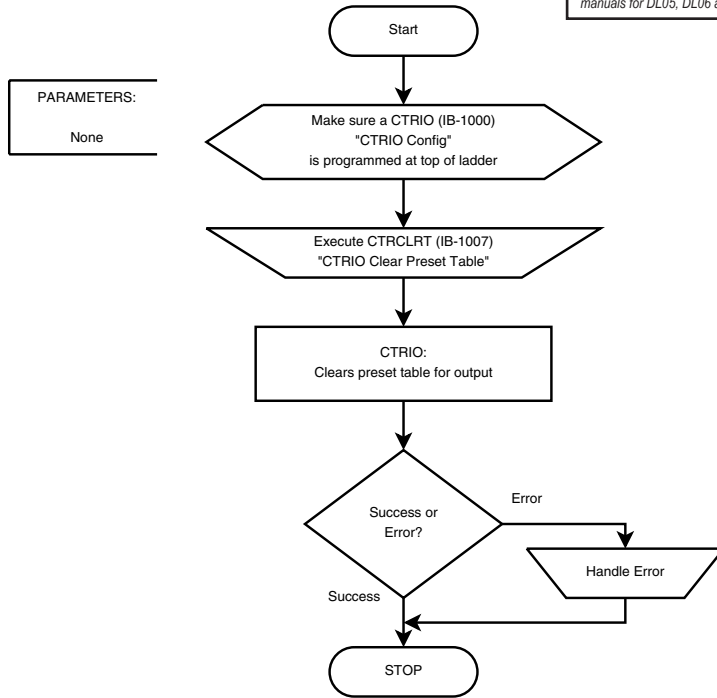 manuals for DL05, DL06 a
Start
PARAMETERS:
None
Make sure a CTRIO (IB-1000)
"CTRIO Config"
is programmed at top of ladder
Execute CTRCLRT (IB-1007)
"CTRIO Clear Preset Table"
CTRIO:
Clears preset table for output
Success or
Error?
Error
Handle Error
Success
STOP